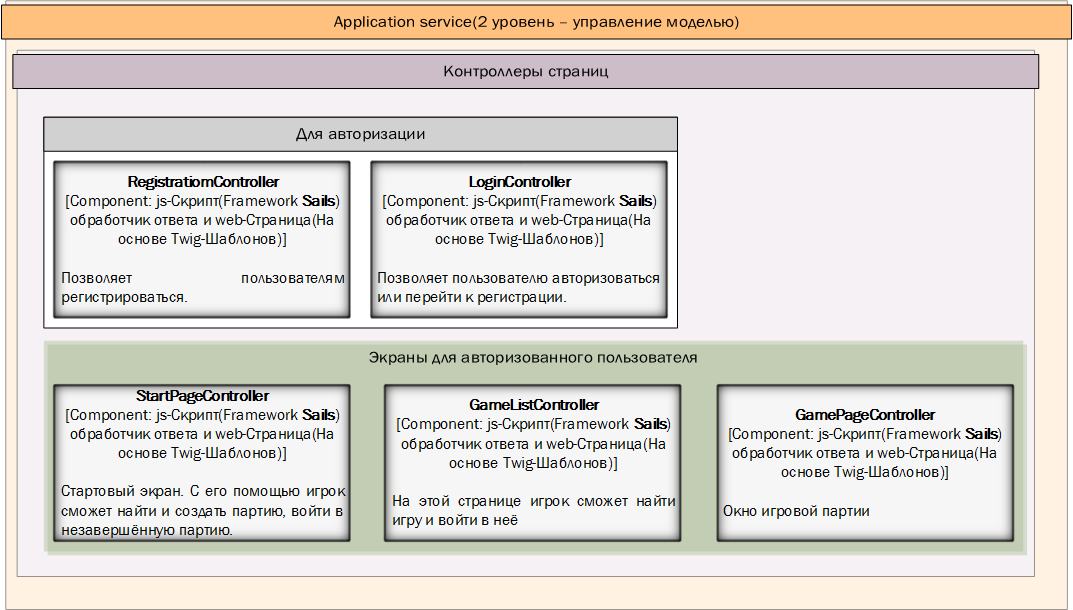 Application service(2 уровень – управление моделью)
Контроллеры страниц
Для авторизации
RegistratiomController
[Component: js-Скрипт(Framework Sails)
обработчик ответа и web-Страница(На
основе Twig-Шаблонов)]
Позволяет пользователям
регистрироваться.
LoginController
[Component: js-Скрипт(Framework Sails)
обработчик ответа и web-Страница(На
основе Twig-Шаблонов)]
Позволяет пользователю авторизоваться
или перейти к регистрации.
Экраны для авторизованного пользователя
StartPageController
[Component: js-Скрипт(Framework Sails)
обработчик ответа и web-Страница(На
основе Twig-Шаблонов)]
Стартовый экран. С его помощью игрок
сможет найти и создать партию, войти в
незавершённую партию.
GameListController
[Component: js-Скрипт(Framework Sails)
обработчик ответа и web-Страница(На
основе Twig-Шаблонов)]
На этой странице игрок сможет найти
игру и войти в неё
GamePageController
[Component: js-Скрипт(Framework Sails)
обработчик ответа и web-Страница(На
основе Twig-Шаблонов)]
Окно игровой партии